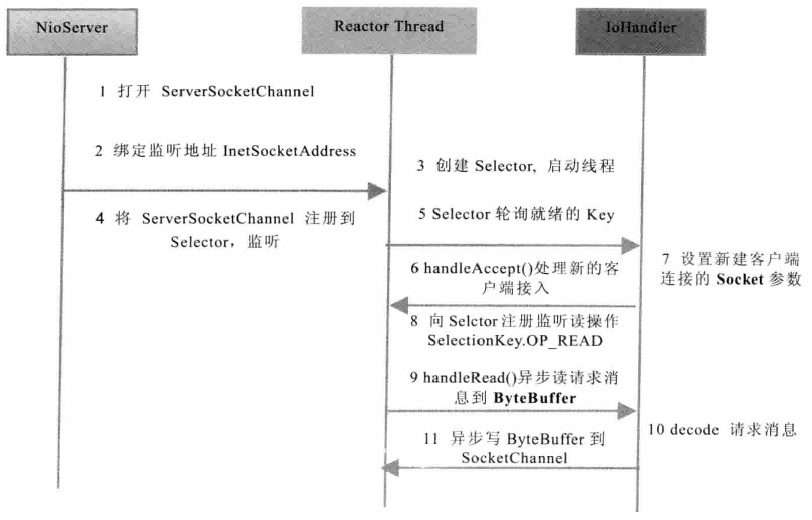 NioServer
Reactor Thread
IoHandler
1 打开 ServerSocketChannel
2 绑定监听地址 InetSocketAddress
3 创建 Selector, 启动线程
4 将 ServerSocketChannel 注册到
Selector，监听
5 Selector 轮询就绪的 Key
6 handleAccept()处理新的客
户端接入
7 设置新建客户端
连接的 Socket 参数
8 向 Selctor 注册监听读操作
SelectionKey.OP_READ
9 handleRead()异步读请求消
息到 ByteBuffer
10 decode 请求消息
11 异步写 ByteBuffer 到
SocketChannel